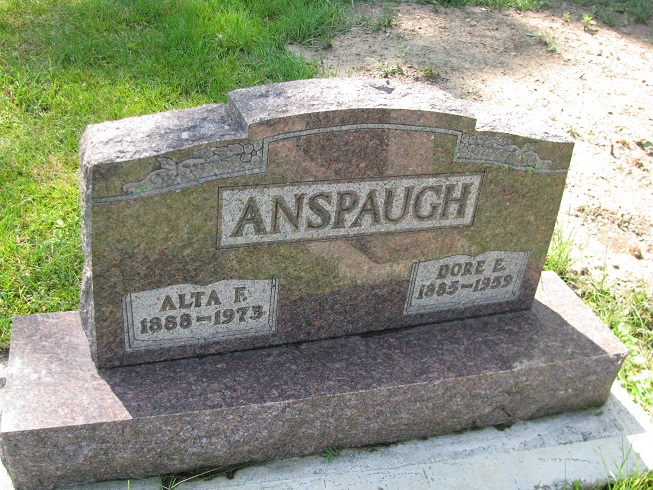 ANSPAUGH
ALTA F.
1888–1973
DORE E.
1885–1959